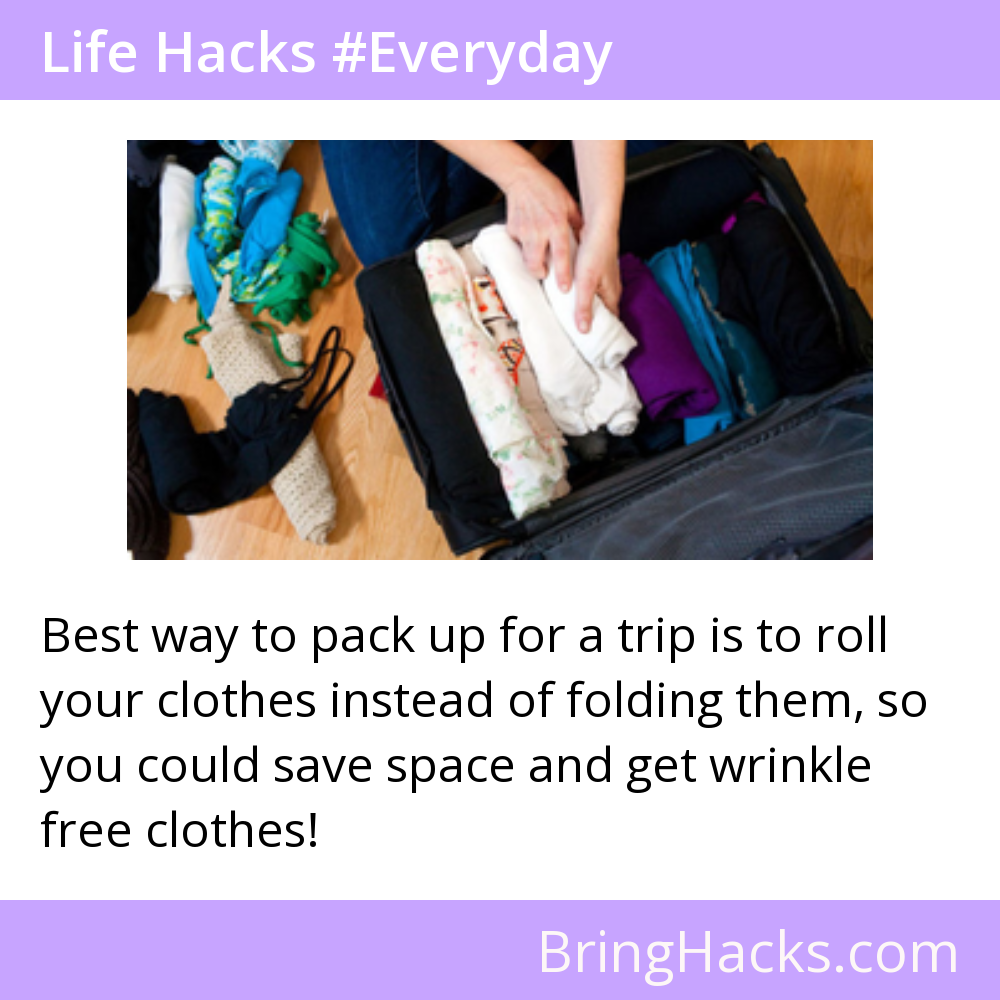 Life Hacks #Everyday
Best way to pack up for a trip is to roll
your clothes instead of folding them, so
you could save space and get wrinkle
free clothes!
BringHacks.com